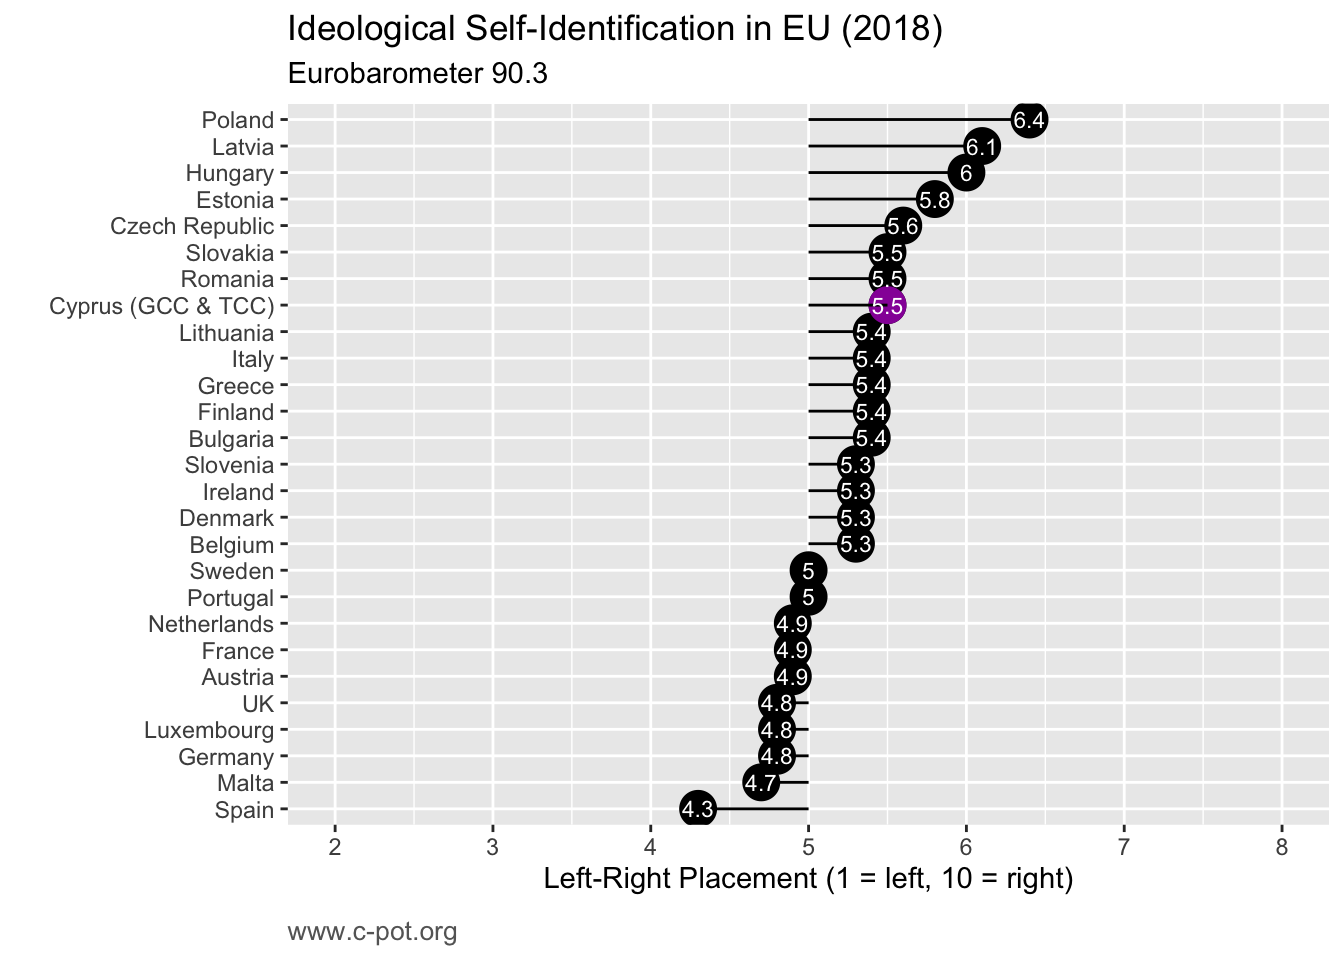 Ideological Self-Identification in EU (2018)
Eurobarometer 90.3
Poland 6.4
Latvia 6.1
Hungary 6
Estonia 5.8
Czech Republic 5.6
Slovakia 5.5
Romania 5.5
Cyprus (GCC & TCC) 5.5
Lithuania 5.4
Italy 5.4
Greece 5.4
Finland 5.4
Bulgaria 5.4
Slovenia 5.3
Ireland 5.3
Denmark 5.3
Belgium 5.3
Sweden 5
Portugal 5
Netherlands 4.9
France 4.9
Austria 4.9
UK 4.8
Luxembourg 4.8
Germany 4.8
Malta 4.7
Spain 4.3
2 3 4 5 6 7 8
Left-Right Placement (1 = left, 10 = right)
www.c-pot.org